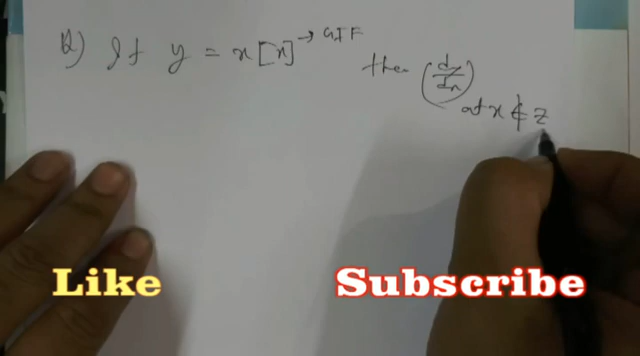 Q) If y = x[x] → GIF then (dy/dx)
at x ∉ Z
Like Subscribe